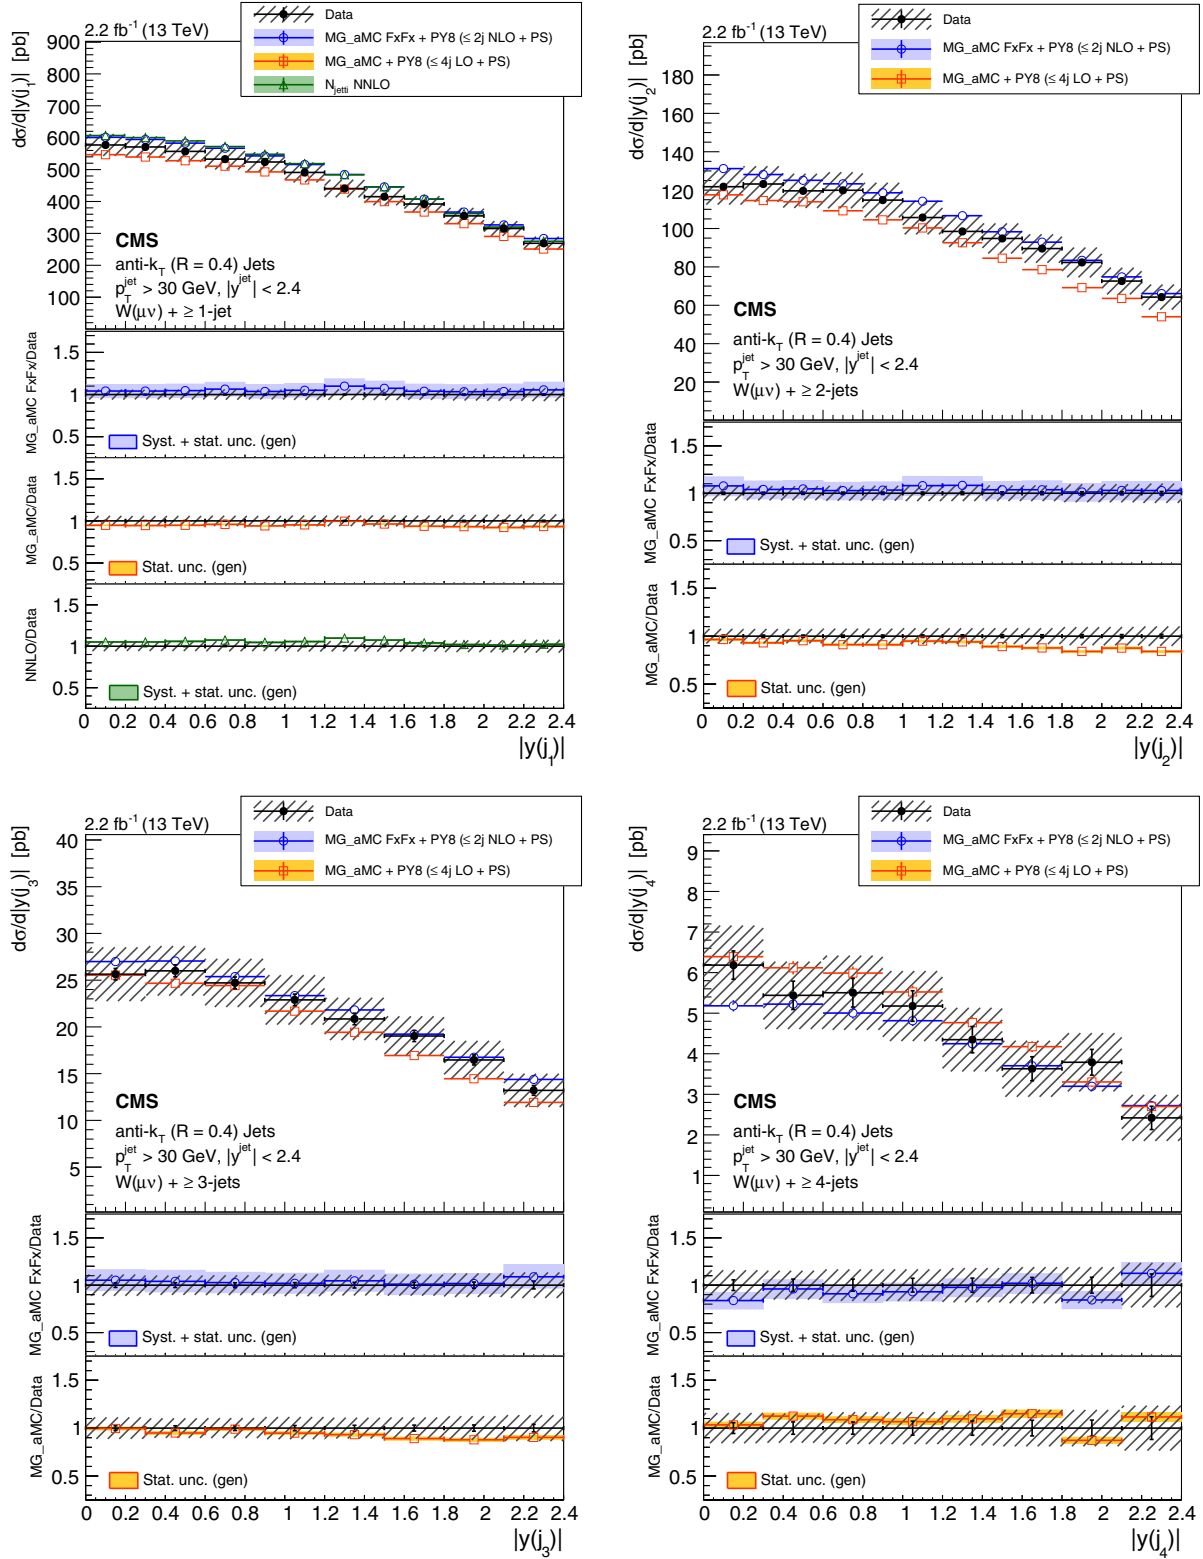 2.2 fb-1 (13 TeV)
Data
MG_aMC FxFx + PY8 (≤ 2j NLO + PS)
MG_aMC + PY8 (≤ 4j LO + PS)
Njetti NNLO
dσ/d|y(j1)| [pb]
900
800
700
600
500
400
300
200
100
CMS
anti-kT (R = 0.4) Jets
pTjet > 30 GeV, |yjet| < 2.4
W(μν) + ≥ 1-jet
MG_aMC FxFx/Data
1.5
1
0.5
Syst. + stat. unc. (gen)
MG_aMC/Data
1.5
1
0.5
Stat. unc. (gen)
NNLO/Data
1.5
1
0.5
Syst. + stat. unc. (gen)
0 0.2 0.4 0.6 0.8 1 1.2 1.4 1.6 1.8 2 2.2 2.4
|y(j1)|
2.2 fb-1 (13 TeV)
Data
MG_aMC FxFx + PY8 (≤ 2j NLO + PS)
MG_aMC + PY8 (≤ 4j LO + PS)
dσ/d|y(j2)| [pb]
180
160
140
120
100
80
60
40
20
CMS
anti-kT (R = 0.4) Jets
pTjet > 30 GeV, |yjet| < 2.4
W(μν) + ≥ 2-jets
MG_aMC FxFx/Data
1.5
1
0.5
Syst. + stat. unc. (gen)
MG_aMC/Data
1.5
1
0.5
Stat. unc. (gen)
0 0.2 0.4 0.6 0.8 1 1.2 1.4 1.6 1.8 2 2.2 2.4
|y(j2)|
2.2 fb-1 (13 TeV)
Data
MG_aMC FxFx + PY8 (≤ 2j NLO + PS)
MG_aMC + PY8 (≤ 4j LO + PS)
dσ/d|y(j3)| [pb]
40
35
30
25
20
15
10
5
CMS
anti-kT (R = 0.4) Jets
pTjet > 30 GeV, |yjet| < 2.4
W(μν) + ≥ 3-jets
MG_aMC FxFx/Data
1.5
1
0.5
Syst. + stat. unc. (gen)
MG_aMC/Data
1.5
1
0.5
Stat. unc. (gen)
0 0.2 0.4 0.6 0.8 1 1.2 1.4 1.6 1.8 2 2.2 2.4
|y(j3)|
2.2 fb-1 (13 TeV)
Data
MG_aMC FxFx + PY8 (≤ 2j NLO + PS)
MG_aMC + PY8 (≤ 4j LO + PS)
dσ/d|y(j4)| [pb]
9
8
7
6
5
4
3
2
1
CMS
anti-kT (R = 0.4) Jets
pTjet > 30 GeV, |yjet| < 2.4
W(μν) + ≥ 4-jets
MG_aMC FxFx/Data
1.5
1
0.5
Syst. + stat. unc. (gen)
MG_aMC/Data
1.5
1
0.5
Stat. unc. (gen)
0 0.2 0.4 0.6 0.8 1 1.2 1.4 1.6 1.8 2 2.2 2.4
|y(j4)|